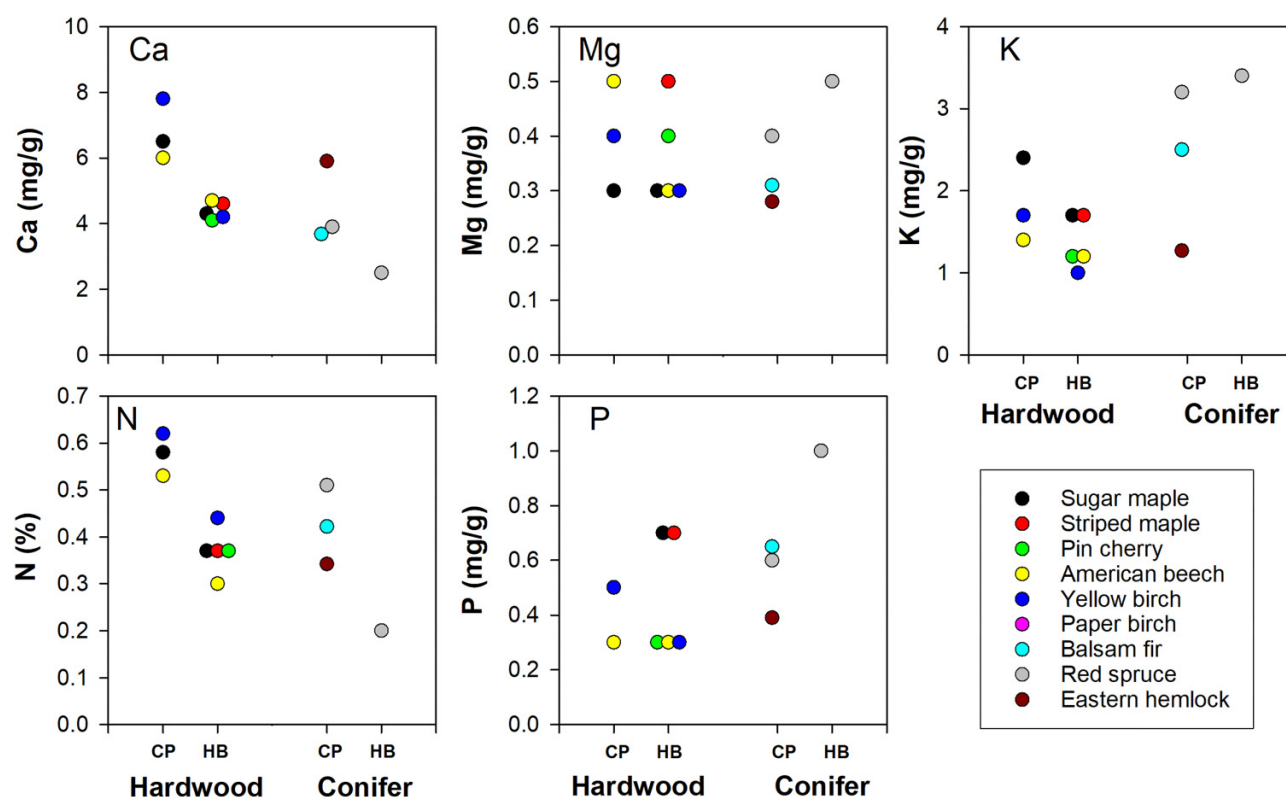 Ca
Ca (mg/g)
10
8
6
4
2
0
Mg
Mg (mg/g)
0.6
0.5
0.4
0.3
0.2
0.1
0.0
K
K (mg/g)
4
3
2
1
0
CP HB CP HB
Hardwood Conifer
N
N (%)
0.7
0.6
0.5
0.4
0.3
0.2
0.1
0.0
CP HB CP HB
Hardwood Conifer
P
P (mg/g)
1.2
1.0
0.8
0.6
0.4
0.2
0.0
CP HB CP HB
Hardwood Conifer
Sugar maple
Striped maple
Pin cherry
American beech
Yellow birch
Paper birch
Balsam fir
Red spruce
Eastern hemlock